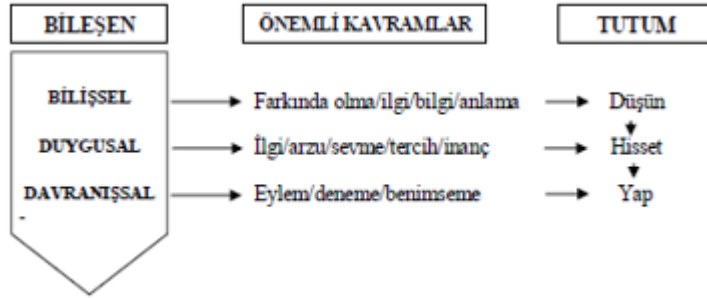 BİLEŞEN ÖNEMLİ KAVRAMLAR TUTUM
BİLİŞSEL Farkında olma/ilgi/bilgi/anlama Düşün
DUYGUSAL İlgi/arzu/sevme/tercih/inanç Hisset
DAVRANIŞSAL Eylem/deneme/benimseme Yap
-